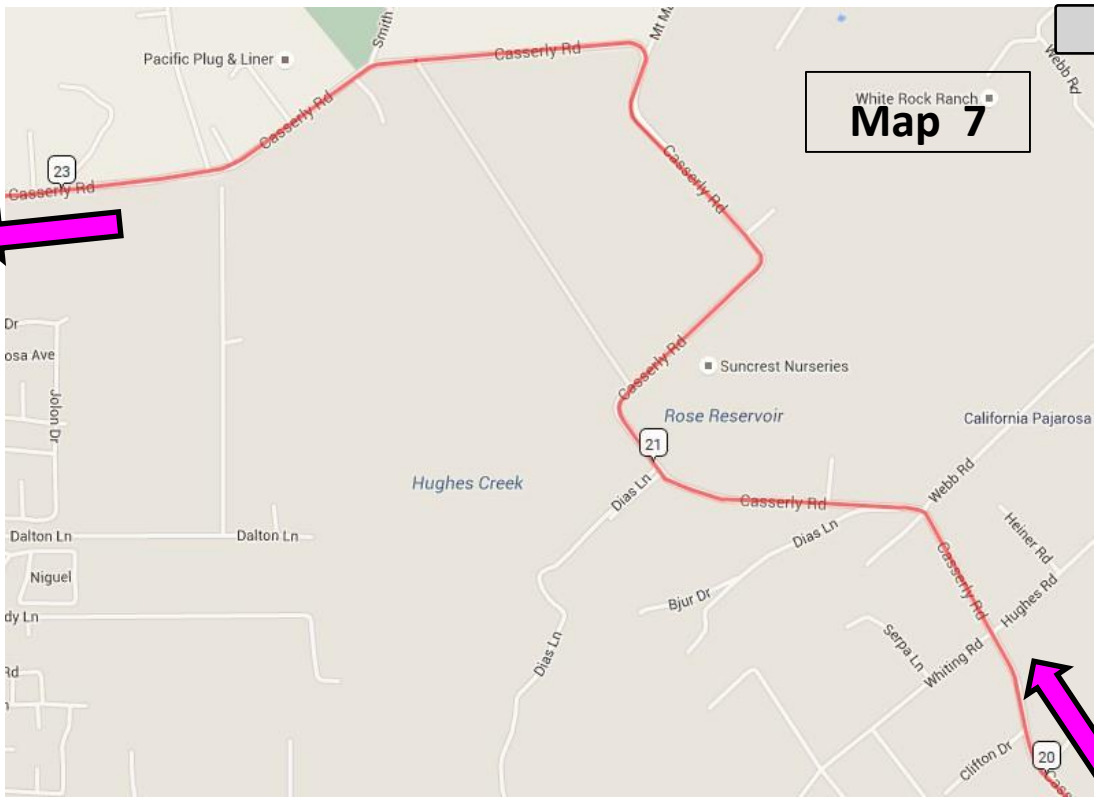 Smith
Mt Ma
Casserly Rd
Pacific Plug & Liner
Webb Rd
White Rock Ranch
Map 7
Casserly Rd
Casserly Rd
23
Casserly Rd
Dr
osa Ave
Casserly Rd
Suncrest Nurseries
Jolon Dr
Rose Reservoir
California Pajarosa
21
Hughes Creek
Dias Ln
Webb Rd
Casserly Rd
Dias Ln
Heiner Rd
Dalton Ln
Dalton Ln
Casserly Rd
Niguel
Hughes Rd
Bjur Dr
dy Ln
Serpa Ln
Dias Ln
Whiting Rd
Rd
Clifton Dr
20
Cass